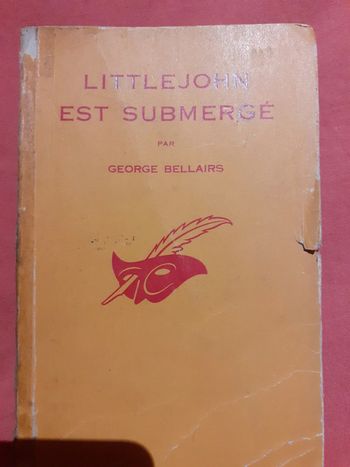 LITTLEJOHN
EST SUBMERGÉ
PAR
GEORGE BELLAIRS